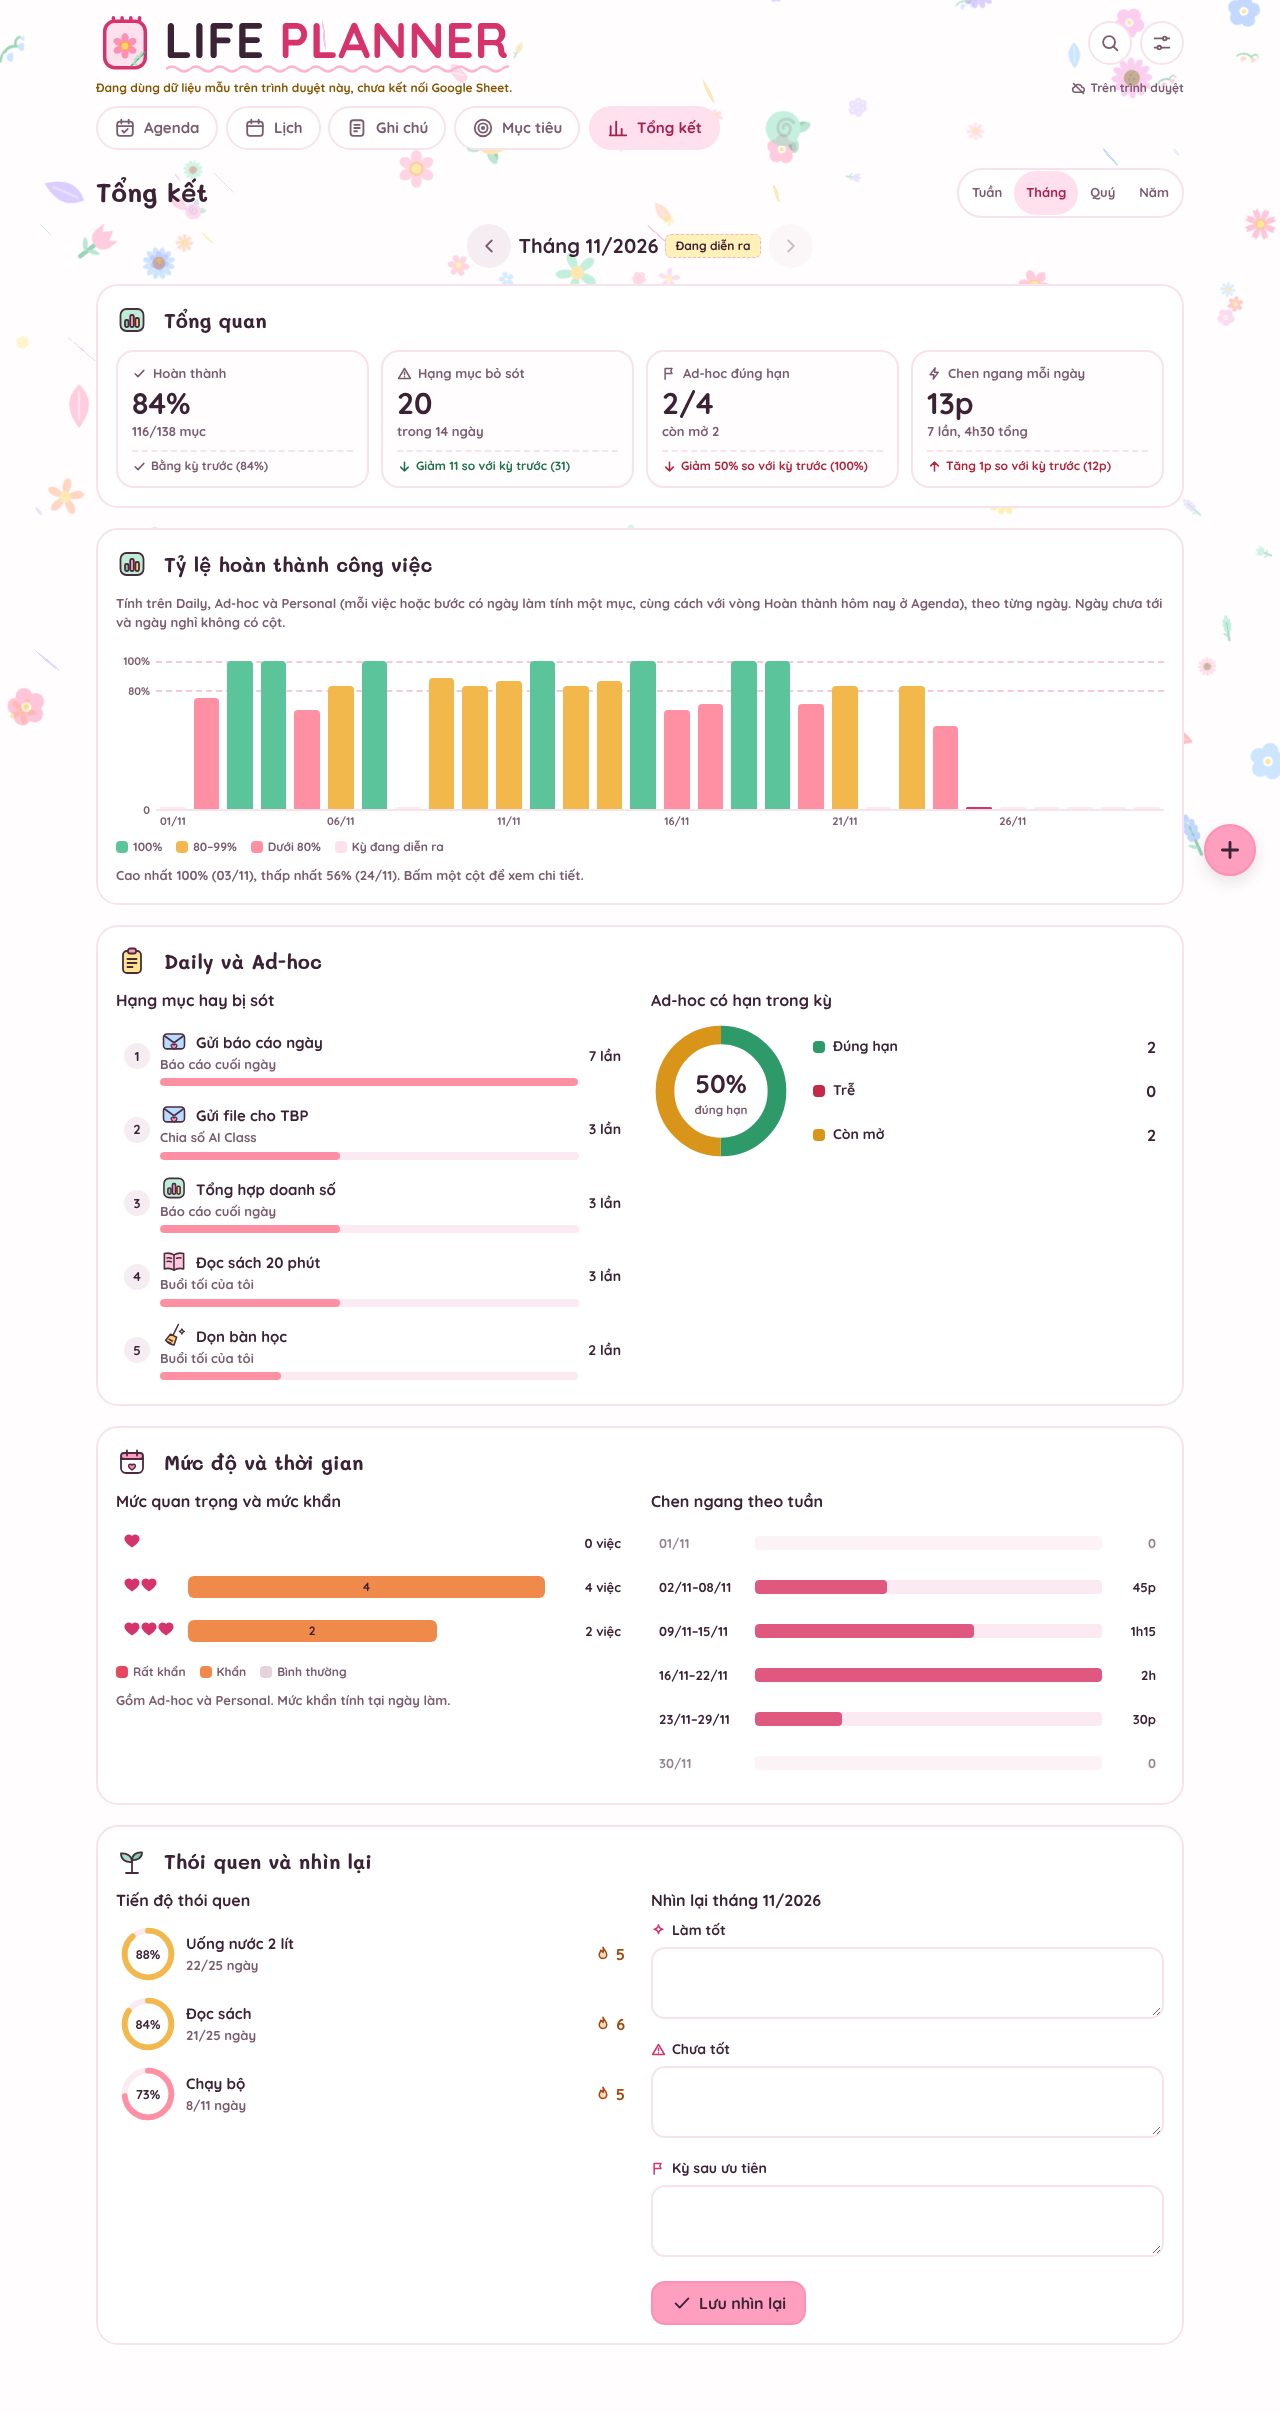 LIFE PLANNER
Đang dùng dữ liệu mẫu trên trình duyệt này, chưa kết nối Google Sheet.
Trên trình duyệt
Agenda
Lịch
Ghi chú
Mục tiêu
Tổng kết
Tổng kết
Tuần
Tháng
Quý
Năm
Tháng 11/2026
Đang diễn ra
Tổng quan
Hoàn thành
84%
116/138 mục
Bằng kỳ trước (84%)
Hạng mục bỏ sót
20
trong 14 ngày
Giảm 11 so với kỳ trước (31)
Ad-hoc đúng hạn
2/4
còn mở 2
Giảm 50% so với kỳ trước (100%)
Chen ngang mỗi ngày
13p
7 lần, 4h30 tổng
Tăng 1p so với kỳ trước (12p)
Tỷ lệ hoàn thành công việc
Tính trên Daily, Ad-hoc và Personal (mỗi việc hoặc bước có ngày làm tính một mục, cùng cách với vòng Hoàn thành hôm nay ở Agenda), theo từng ngày. Ngày chưa tới
và ngày nghỉ không có cột.
100%
80%
0
01/11
06/11
11/11
16/11
21/11
26/11
100%
80–99%
Dưới 80%
Kỳ đang diễn ra
Cao nhất 100% (03/11), thấp nhất 56% (24/11). Bấm một cột để xem chi tiết.
Daily và Ad-hoc
Hạng mục hay bị sót
1
Gửi báo cáo ngày
Báo cáo cuối ngày
7 lần
2
Gửi file cho TBP
Chia số AI Class
3 lần
3
Tổng hợp doanh số
Báo cáo cuối ngày
3 lần
4
Đọc sách 20 phút
Buổi tối của tôi
3 lần
5
Dọn bàn học
Buổi tối của tôi
2 lần
Ad-hoc có hạn trong kỳ
50%
đúng hạn
Đúng hạn
2
Trễ
0
Còn mở
2
Mức độ và thời gian
Mức quan trọng và mức khẩn
0 việc
4
4 việc
2
2 việc
Rất khẩn
Khẩn
Bình thường
Gồm Ad-hoc và Personal. Mức khẩn tính tại ngày làm.
Chen ngang theo tuần
01/11
0
02/11–08/11
45p
09/11–15/11
1h15
16/11–22/11
2h
23/11–29/11
30p
30/11
0
Thói quen và nhìn lại
Tiến độ thói quen
88%
Uống nước 2 lít
22/25 ngày
5
84%
Đọc sách
21/25 ngày
6
73%
Chạy bộ
8/11 ngày
5
Nhìn lại tháng 11/2026
Làm tốt
Chưa tốt
Kỳ sau ưu tiên
Lưu nhìn lại